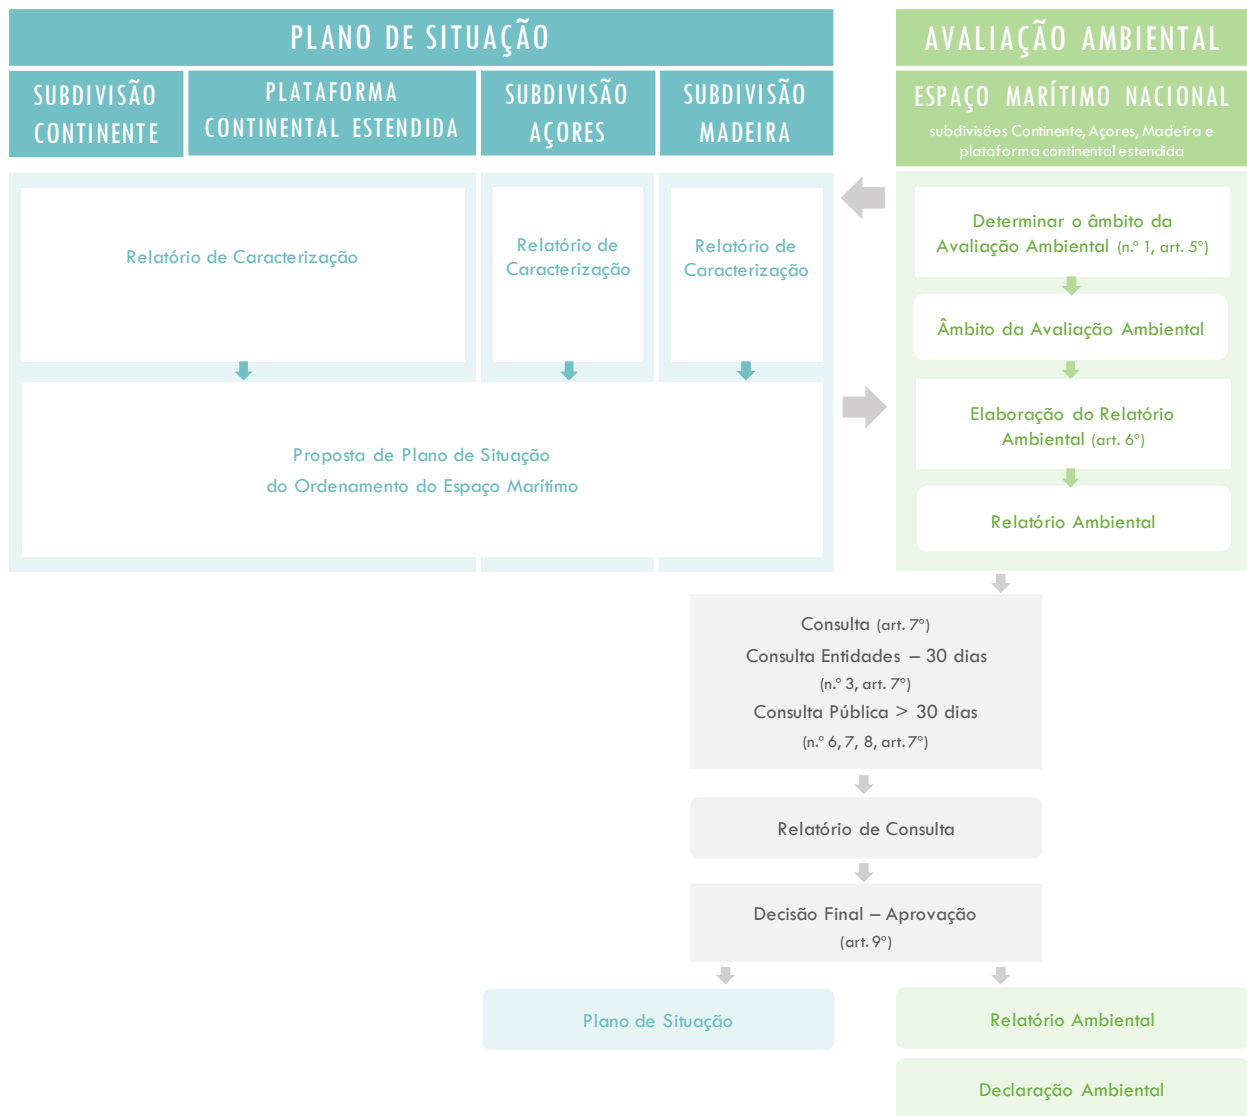 PLANO DE SITUAÇÃO
SUBDIVISÃO
CONTINENTE
PLATAFORMA
CONTINENTAL ESTENDIDA
SUBDIVISÃO
AÇORES
SUBDIVISÃO
MADEIRA
Relatório de Caracterização
Relatório de
Caracterização
Relatório de
Caracterização
Proposta de Plano de Situação
do Ordenamento do Espaço Marítimo
AVALIAÇÃO AMBIENTAL
ESPAÇO MARÍTIMO NACIONAL
subdivisões Continente, Açores, Madeira e
plataforma continental estendida
Determinar o âmbito da
Avaliação Ambiental (n.º 1, art. 5º)
Âmbito da Avaliação Ambiental
Elaboração do Relatório
Ambiental (art. 6º)
Relatório Ambiental
Consulta (art. 7º)
Consulta Entidades – 30 dias
(n.º 3, art. 7º)
Consulta Pública > 30 dias
(n.º 6, 7, 8, art. 7º)
Relatório de Consulta
Decisão Final – Aprovação
(art. 9º)
Plano de Situação
Relatório Ambiental
Declaração Ambiental